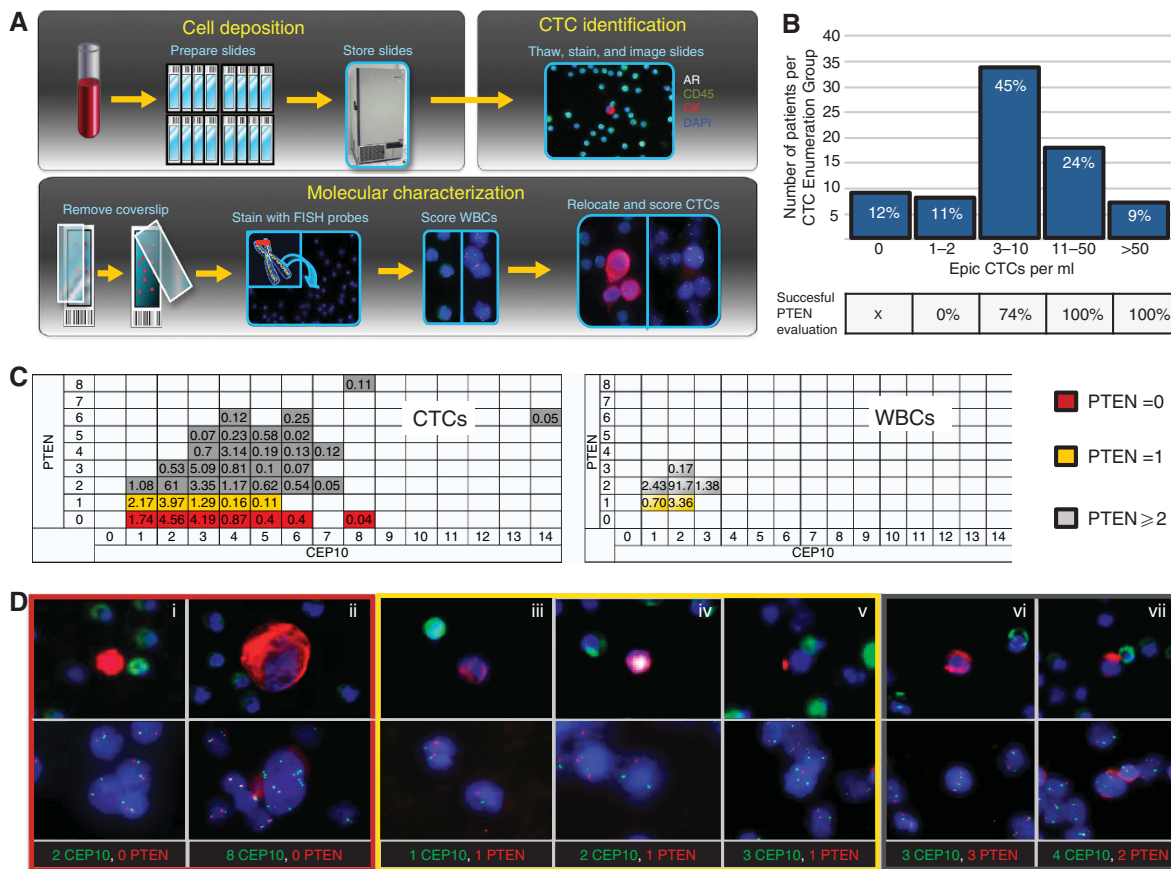 A
Cell deposition
Prepare slides
Store slides
CTC identification
Thaw, stain, and image slides
AR
CD45
CK
DAPI
Molecular characterization
Remove coverslip
Stain with FISH probes
Score WBCs
Relocate and score CTCs
B
Number of patients per
CTC Enumeration Group
40
35
30
25
20
15
10
5
12%
11%
45%
24%
9%
0
1–2
3–10
11–50
>50
Epic CTCs per ml
Succesful
PTEN
evaluation
x
0%
74%
100%
100%
C
CTCs
PTEN
8 0.11
7
6 0.12 0.25 0.05
5 0.07 0.23 0.58 0.02
4 0.7 3.14 0.19 0.13 0.12
3 0.53 5.09 0.81 0.1 0.07
2 1.08 61 3.35 1.17 0.62 0.54 0.05
1 2.17 3.97 1.29 0.16 0.11
0 1.74 4.56 4.19 0.87 0.4 0.4 0.04
0 1 2 3 4 5 6 7 8 9 10 11 12 13 14
CEP10
WBCs
PTEN
8
7
6
5
4
3 0.17
2 2.43 91.7 1.38
1 0.70 3.36
0
0 1 2 3 4 5 6 7 8 9 10 11 12 13 14
CEP10
PTEN =0
PTEN =1
PTEN ⩾2
D
i
ii
iii
iv
v
vi
vii
2 CEP10, 0 PTEN
8 CEP10, 0 PTEN
1 CEP10, 1 PTEN
2 CEP10, 1 PTEN
3 CEP10, 1 PTEN
3 CEP10, 3 PTEN
4 CEP10, 2 PTEN